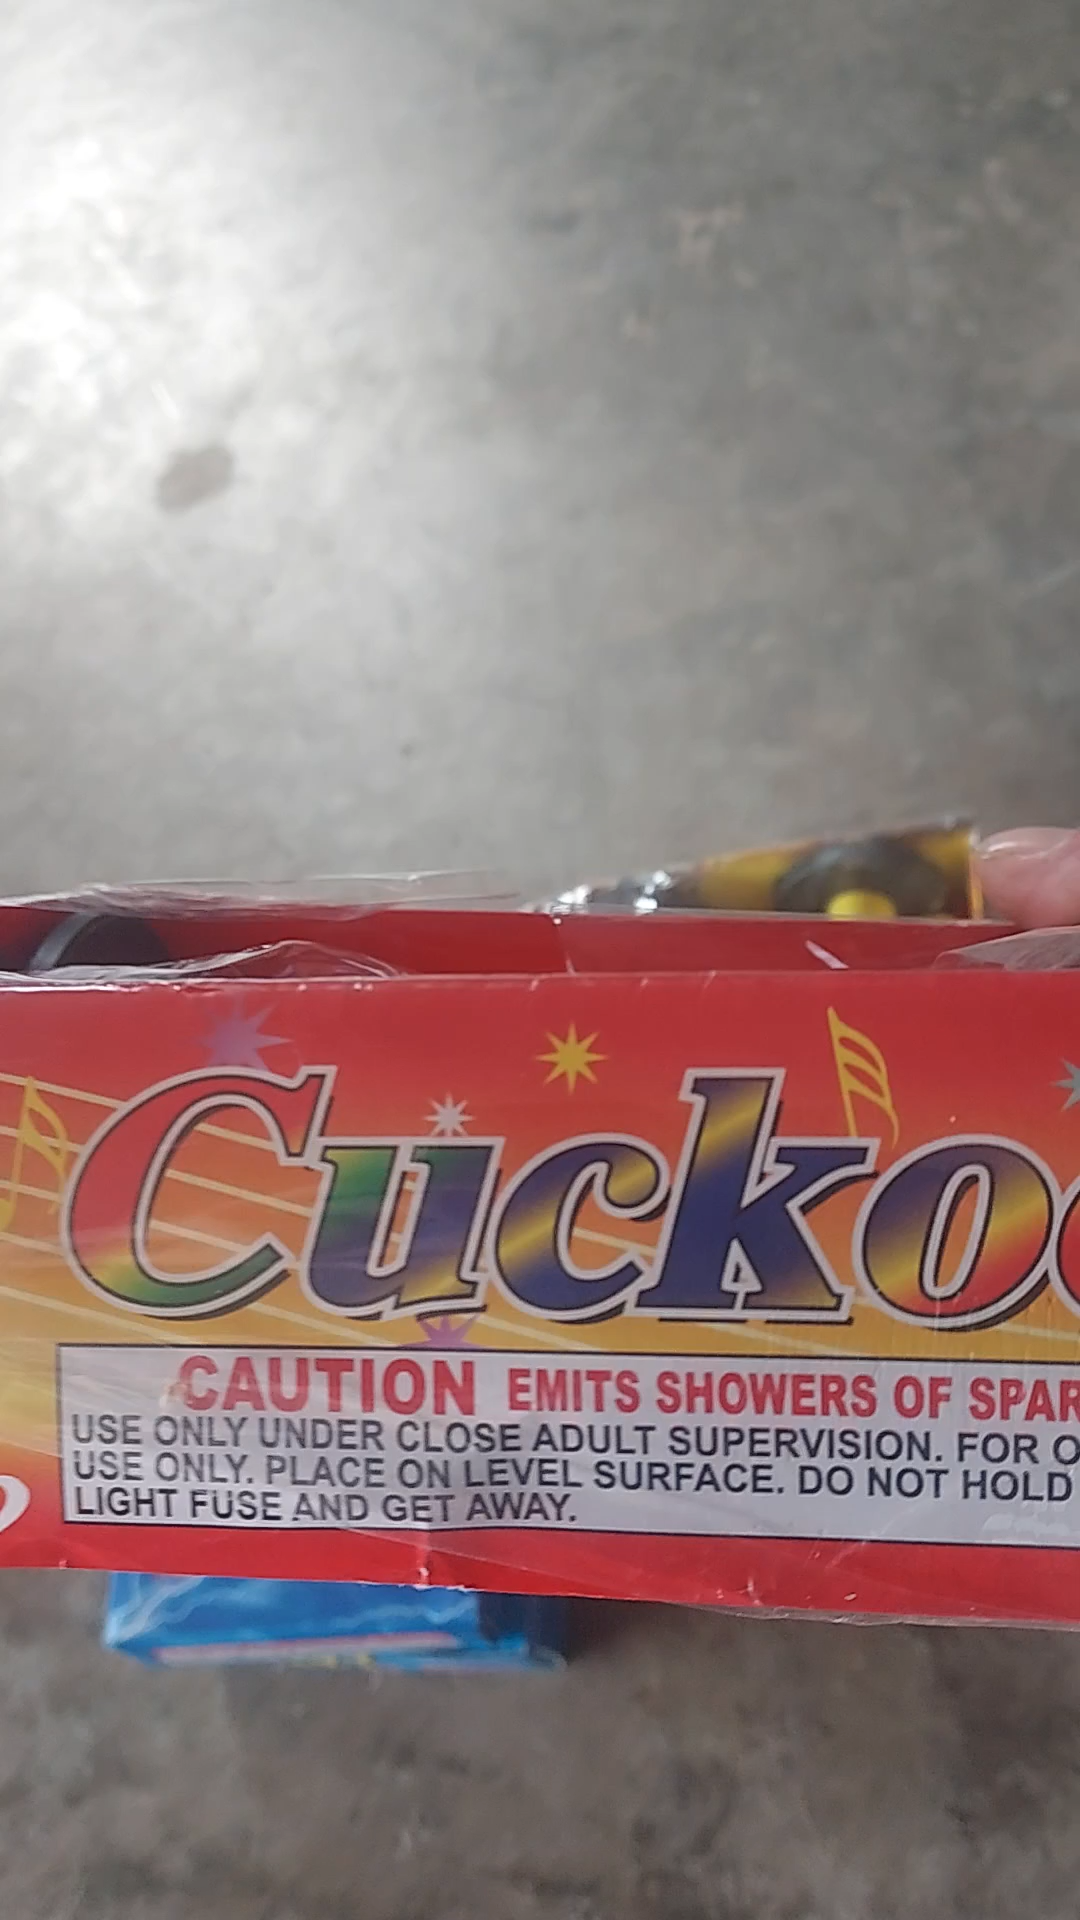 Cucko
CAUTION EMITS SHOWERS OF SPAR
USE ONLY UNDER CLOSE ADULT SUPERVISION. FOR O
USE ONLY. PLACE ON LEVEL SURFACE. DO NOT HOLD
LIGHT FUSE AND GET AWAY.